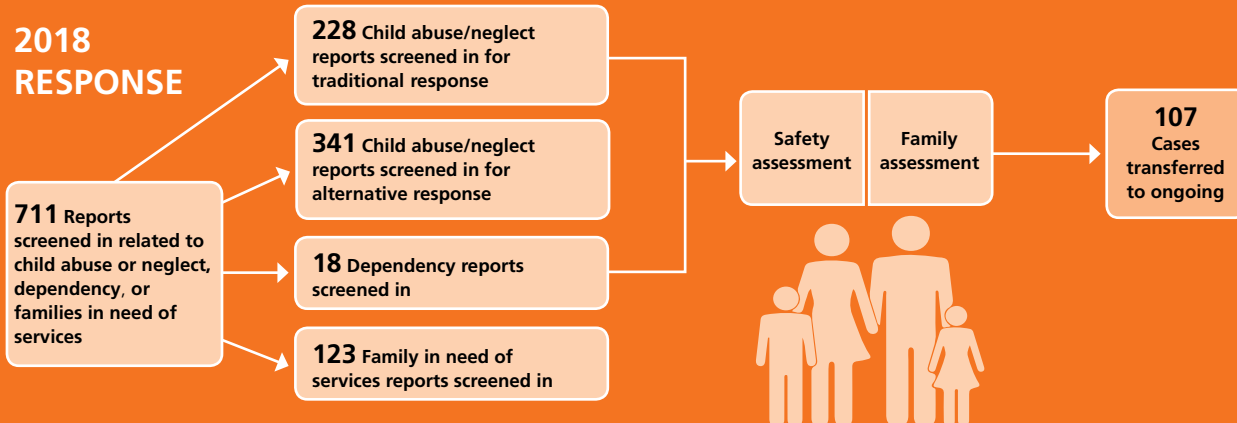 2018
RESPONSE
711 Reports
screened in related to
child abuse or neglect,
dependency, or
families in need of
services
228 Child abuse/neglect
reports screened in for
traditional response
341 Child abuse/neglect
reports screened in for
alternative response
18 Dependency reports
screened in
123 Family in need of
services reports screened in
Safety
assessment
Family
assessment
107
Cases
transferred
to ongoing